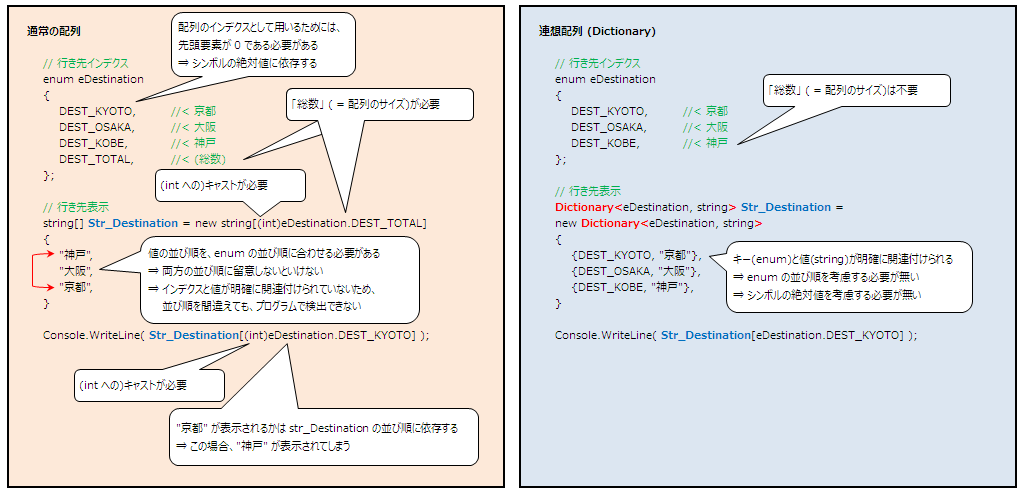 通常の配列
配列のインデクスとして用いるためには、
先頭要素が 0 である必要がある
⇒ シンボルの絶対値に依存する
// 行き先インデクス
enum eDestination
{
DEST_KYOTO, //< 京都
DEST_OSAKA, //< 大阪
DEST_KOBE, //< 神戸
DEST_TOTAL, //< (総数)
};
「総数」 ( = 配列のサイズ)が必要
(int への)キャストが必要
// 行き先表示
string[] Str_Destination = new string[(int)eDestination.DEST_TOTAL]
{
"神戸",
"大阪",
"京都",
}
値の並び順を、enum の並び順に合わせる必要がある
⇒ 両方の並び順に留意しないといけない
⇒ インデクスと値が明確に関連付けられていないため、
並び順を間違えても、プログラムで検出できない
Console.WriteLine( Str_Destination[(int)eDestination.DEST_KYOTO] );
(int への)キャストが必要
"京都" が表示されるかは str_Destination の並び順に依存する
⇒ この場合、"神戸" が表示されてしまう
連想配列 (Dictionary)
// 行き先インデクス
enum eDestination
{
DEST_KYOTO, //< 京都
DEST_OSAKA, //< 大阪
DEST_KOBE, //< 神戸
};
「総数」 ( = 配列のサイズ)は不要
// 行き先表示
Dictionary<eDestination, string> Str_Destination =
new Dictionary<eDestination, string>
{
{DEST_KYOTO, "京都"},
{DEST_OSAKA, "大阪"},
{DEST_KOBE, "神戸"},
}
キー(enum)と値(string)が明確に関連付けられる
⇒ enum の並び順を考慮する必要が無い
⇒ シンボルの絶対値を考慮する必要が無い
Console.WriteLine( Str_Destination[eDestination.DEST_KYOTO] );